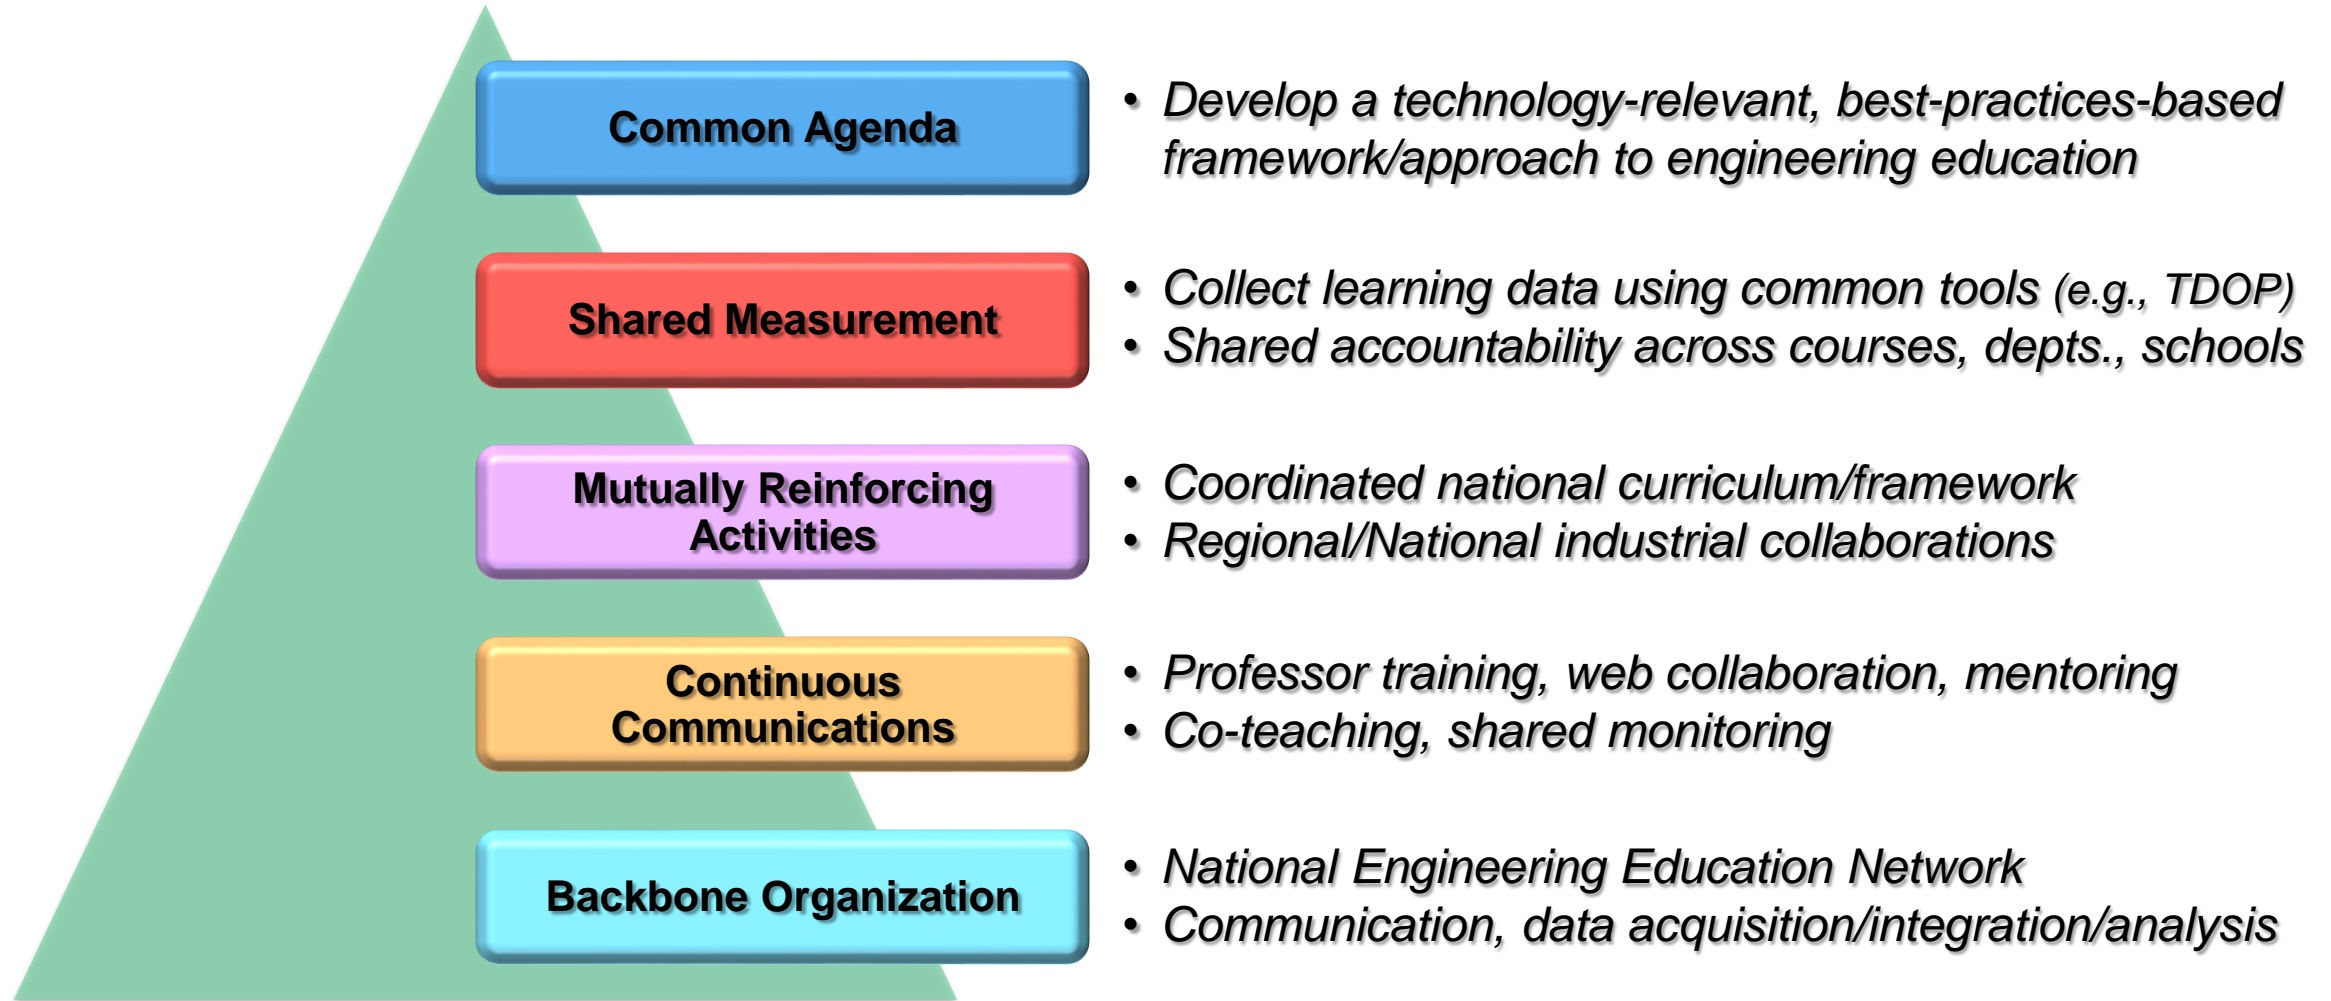 Common Agenda
• Develop a technology-relevant, best-practices-based
framework/approach to engineering education
Shared Measurement
• Collect learning data using common tools (e.g., TDOP)
• Shared accountability across courses, depts., schools
Mutually Reinforcing
Activities
• Coordinated national curriculum/framework
• Regional/National industrial collaborations
Continuous
Communications
• Professor training, web collaboration, mentoring
• Co-teaching, shared monitoring
Backbone Organization
• National Engineering Education Network
• Communication, data acquisition/integration/analysis